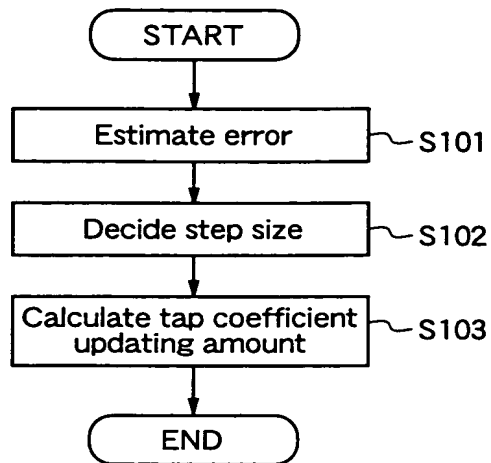 START
Estimate error
S101
Decide step size
S102
Calculate tap coefficient
updating amount
S103
END